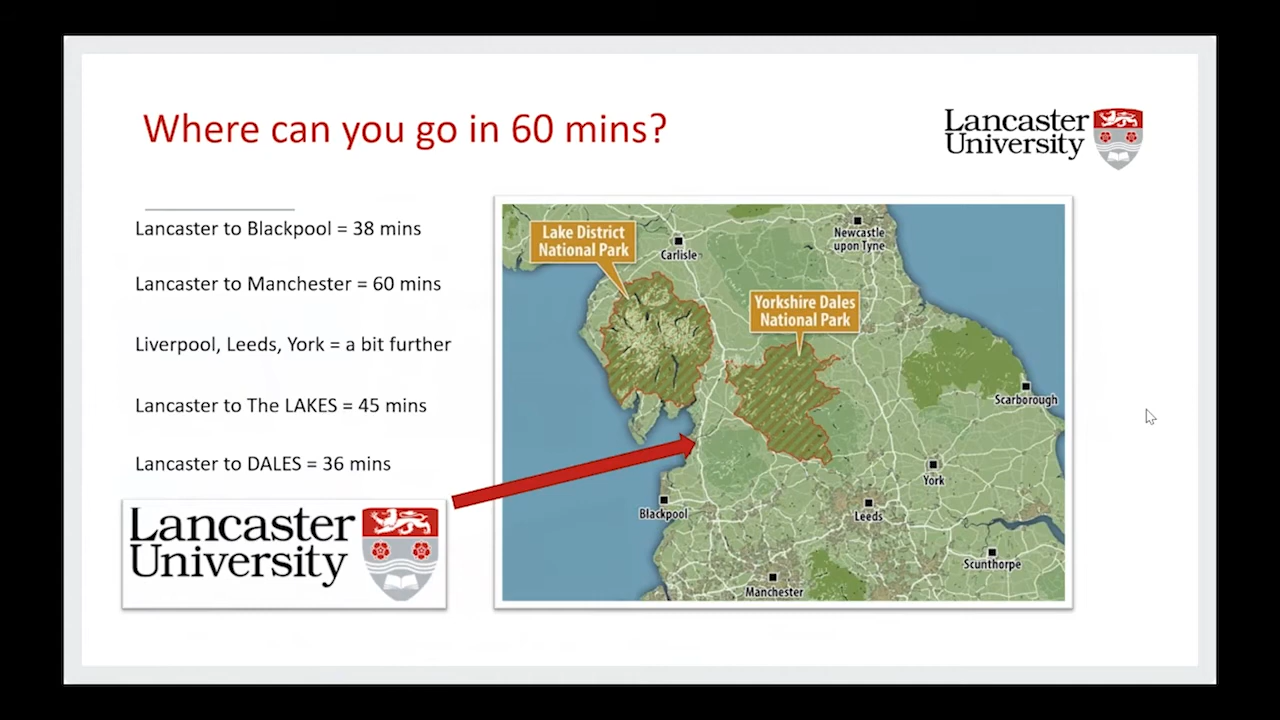 Where can you go in 60 mins?
Lancaster
University
Lancaster to Blackpool = 38 mins
Lancaster to Manchester = 60 mins
Liverpool, Leeds, York = a bit further
Lancaster to The LAKES = 45 mins
Lancaster to DALES = 36 mins
Lancaster
University
Lake District
National Park
Carlisle
Newcastle
upon Tyne
Yorkshire Dales
National Park
Scarborough
York
Blackpool
Leeds
Scunthorpe
Manchester